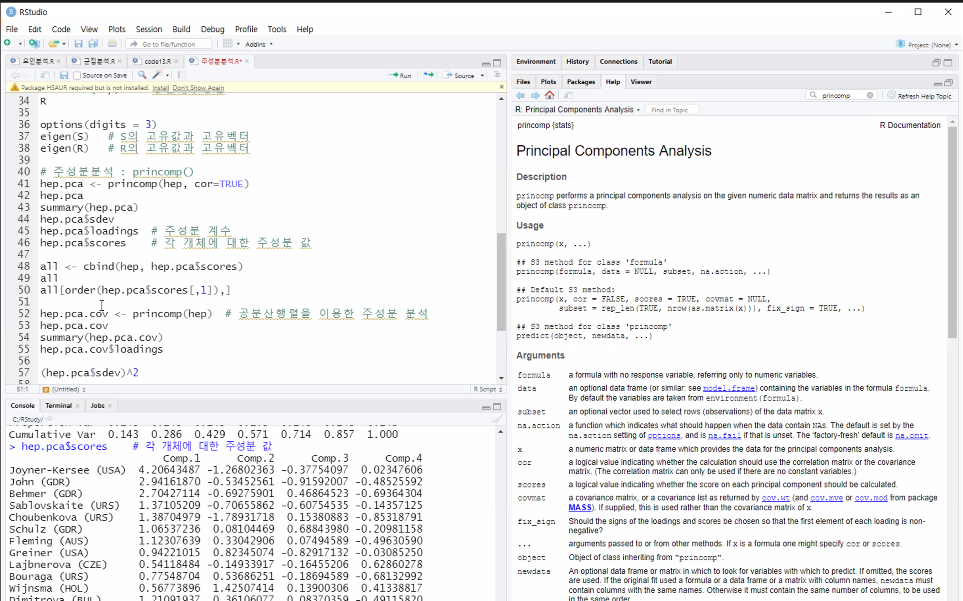 RStudio
File Edit Code View Plots Session Build Debug Profile Tools Help
Go to file/function
Addins
Project: (None)
요인분석.R
군집분석.R
code13.R
주성분분석.R*
Source on Save
Run
Source
Package HSAUR required but is not installed. Install Don't Show Again
34 R
35
36 options(digits = 3)
37 eigen(S) # S의 고유값과 고유벡터
38 eigen(R) # R의 고유값과 고유벡터
39
40 # 주성분분석 : princomp()
41 hep.pca <- princomp(hep, cor=TRUE)
42 hep.pca
43 summary(hep.pca)
44 hep.pca$sdev
45 hep.pca$loadings # 주성분 계수
46 hep.pca$scores # 각 개체에 대한 주성분 값
47
48 all <- cbind(hep, hep.pca$scores)
49 all
50 all[order(hep.pca$scores[,1]),]
51
52 hep.pca.cov <- princomp(hep) # 공분산행렬을 이용한 주성분 분석
53 hep.pca.cov
54 summary(hep.pca.cov)
55 hep.pca.cov$loadings
56
57 (hep.pca$sdev)^2
58
51:1 (Untitled) R Script
Console Terminal Jobs
C:/RStudy/
Cumulative Var 0.143 0.286 0.429 0.571 0.714 0.857 1.000
> hep.pca$scores # 각 개체에 대한 주성분 값
Comp.1 Comp.2 Comp.3 Comp.4
Joyner-Kersee (USA) 4.20643487 -1.26802363 -0.37754097 0.02347606
John (GDR) 2.94161870 -0.53452561 -0.91592007 -0.48525592
Behmer (GDR) 2.70427114 -0.69275901 0.46864523 -0.69364304
Sablovskaite (URS) 1.37105209 -0.70655862 -0.60754535 -0.14357125
Choubenkova (URS) 1.38704979 -1.78931718 0.15380883 -0.85318791
Schulz (GDR) 1.06537236 0.08104469 0.68843980 -0.20981158
Fleming (AUS) 1.12307639 0.33042906 0.07494589 -0.49630590
Greiner (USA) 0.94221015 0.82345074 -0.82917132 -0.03085250
Lajbnerova (CZE) 0.54118484 -0.14933917 -0.16455206 0.62860278
Bouraga (URS) 0.77548704 0.53686251 -0.18694589 -0.68132992
Wijnsma (HOL) 0.56773896 1.42507414 0.13900306 0.41338817
Dimitrova (BUL) 1.21091937 0.36106077 0.08370359 -0.49115820
Environment History Connections Tutorial
Files Plots Packages Help Viewer
princomp
Refresh Help Topic
R: Principal Components Analysis
Find in Topic
princomp {stats}
R Documentation
Principal Components Analysis
Description
princomp performs a principal components analysis on the given numeric data matrix and returns the results as an
object of class princomp.
Usage
princomp(x, ...)
## S3 method for class 'formula'
princomp(formula, data = NULL, subset, na.action, ...)
## Default S3 method:
princomp(x, cor = FALSE, scores = TRUE, covmat = NULL,
subset = rep_len(TRUE, nrow(as.matrix(x))), fix_sign = TRUE, ...)
## S3 method for class 'princomp'
predict(object, newdata, ...)
Arguments
formula a formula with no response variable, referring only to numeric variables.
data an optional data frame (or similar: see model.frame) containing the variables in the formula formula.
By default the variables are taken from environment(formula).
subset an optional vector used to select rows (observations) of the data matrix x.
na.action a function which indicates what should happen when the data contain NAs. The default is set by the
na.action setting of options, and is na.fail if that is unset. The 'factory-fresh' default is na.omit.
x a numeric matrix or data frame which provides the data for the principal components analysis.
cor a logical value indicating whether the calculation should use the correlation matrix or the covariance
matrix. (The correlation matrix can only be used if there are no constant variables.)
scores a logical value indicating whether the score on each principal component should be calculated.
covmat a covariance matrix, or a covariance list as returned by cov.wt (and cov.mve or cov.mcd from package
MASS). If supplied, this is used rather than the covariance matrix of x.
fix_sign Should the signs of the loadings and scores be chosen so that the first element of each loading is non-
negative?
... arguments passed to or from other methods. If x is a formula one might specify cor or scores.
object Object of class inheriting from "princomp".
newdata An optional data frame or matrix in which to look for variables with which to predict. If omitted, the scores
are used. If the original fit used a formula or a data frame or a matrix with column names, newdata must
contain columns with the same names. Otherwise it must contain the same number of columns, to be used
in the same order.